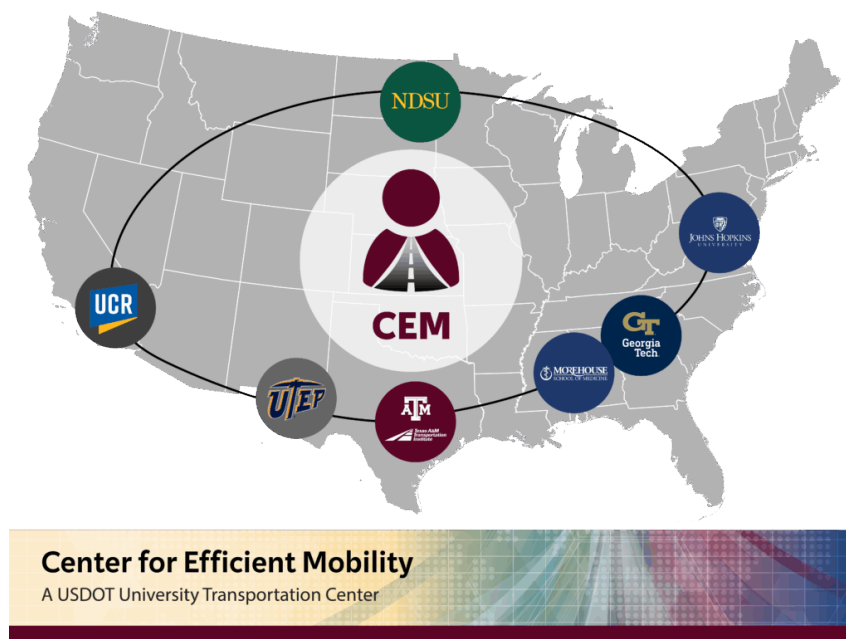 NDSU
JOHNS HOPKINS
UNIVERSITY
UCR
CEM
GT
Georgia
Tech
MOREHOUSE
SCHOOL OF MEDICINE
UTEP
ATM
Texas A&M
Transportation
Institute
Center for Efficient Mobility
A USDOT University Transportation Center